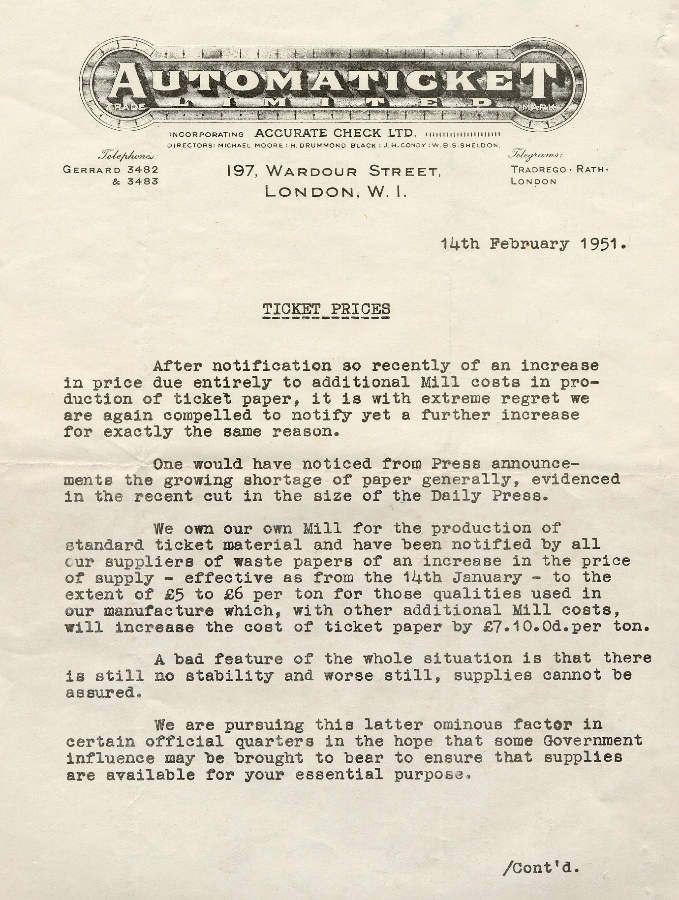 AUTOMATICKET
TRADE LIMITED MARK
INCORPORATING ACCURATE CHECK LTD.
DIRECTORS: MICHAEL MOORE : H. DRUMMOND BLACK : J. H. CONDY : W. B. S. SHELDON.
Telephone:
GERRARD 3482
& 3483
197, WARDOUR STREET,
LONDON, W. I.
Telegrams:
TRADREGO · RATH ·
LONDON
14th February 1951.
TICKET PRICES
After notification so recently of an increase
in price due entirely to additional Mill costs in pro-
duction of ticket paper, it is with extreme regret we
are again compelled to notify yet a further increase
for exactly the same reason.
One would have noticed from Press announce-
ments the growing shortage of paper generally, evidenced
in the recent cut in the size of the Daily Press.
We own our own Mill for the production of
standard ticket material and have been notified by all
our suppliers of waste papers of an increase in the price
of supply - effective as from the 14th January - to the
extent of £5 to £6 per ton for those qualities used in
our manufacture which, with other additional Mill costs,
will increase the cost of ticket paper by £7.10.0d.per ton.
A bad feature of the whole situation is that there
is still no stability and worse still, supplies cannot be
assured.
We are pursuing this latter ominous factor in
certain official quarters in the hope that some Government
influence may be brought to bear to ensure that supplies
are available for your essential purpose.
/Cont'd.